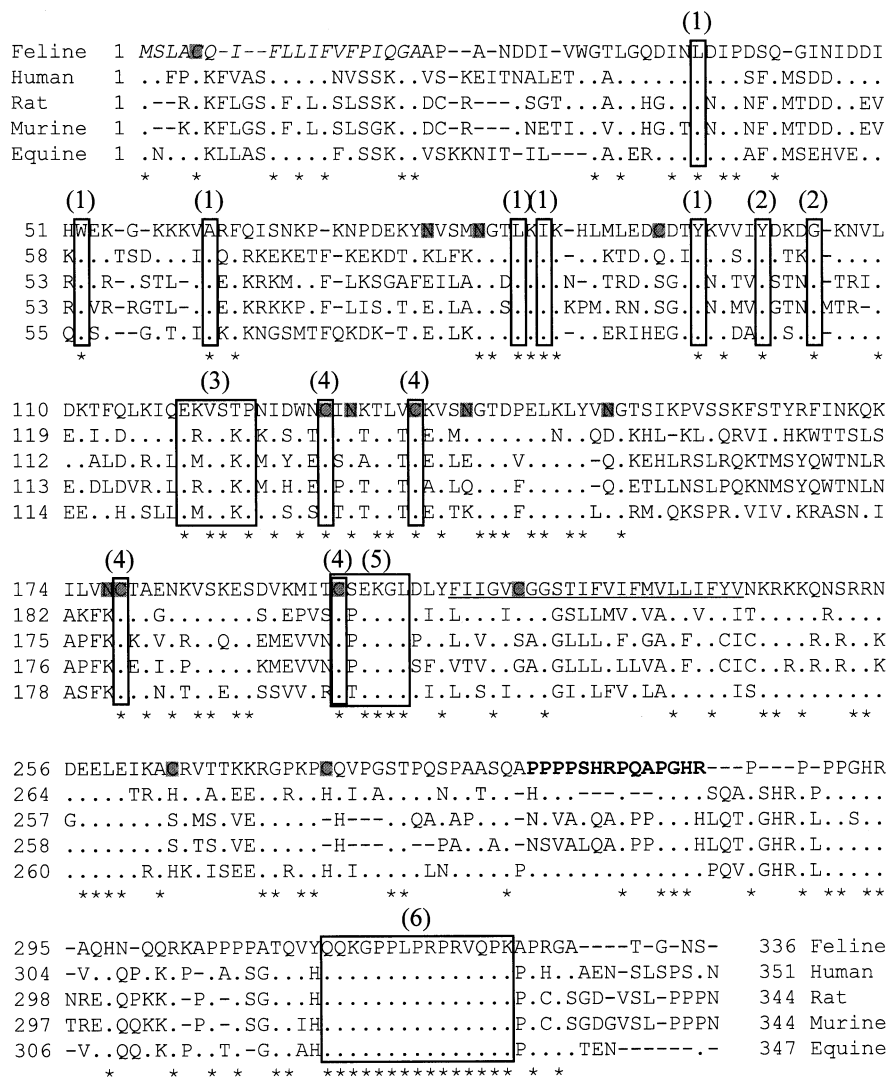 (1)
Feline 1 MSLACQ-I--FLLIFVFPIQGAAP--A-NDDI-VWGTLGQDINLDIPDSQ-GINIDDI
Human 1 ..FP.KFVAS.....NVSSK..VS-KEITNALET...A.........SF.MSDD....
Rat 1 .--R.KFLGS.F.L.SLSSK.DC-R---SGT...A..HG...N..NF.MTDD..EV
Murine 1 .--K.KFLGS.F.L.SLSGK.DC-R---NETI..V..HG.T.N..NF.MTDD..EV
Equine 1 .N...KLLAS.....F.SSK..VSKKNIT-IL---.A.ER.....AF.MSEHVE..
* * * * * * ** * * * * ** *
(1) (1) (1) (1) (1) (2) (2)
51 HWEK-G-KKKVARFQISNKP-KNPDEKYNVSMNGTLKIK-HLMLEDCDTYKVVIYDKDG-KNVL
58 K...TSD...I.Q.RKEKETF-KEKDT-KLFK.......-..KTD.Q.I..S..TK.-....
53 R..R-.STL-..E.RKRKM..F-LKSGAFEILA..D....N-.TRD.SG..N.TV.STN.-TRI.
53 R.VR-RGTL-..E.RKRKKP.F-LIS.T.E.LA..S....KPM.RN.SG..N.MV.GTN.MTR-.
55 Q.S.--G.T.I.K.KNGSMTFQKDK-T.E.LK.......-..ERIHEG...DA..S..-....
* * * **** * * * * *
(3) (4) (4)
110 DKTFQLKIQEKVSTPNIDWNCINKTLVCKVSNGTDPELKLYVNGTSIKPVSSKFSTYRFINKQK
119 E.I.D.....R..K.K.S.T....T..T.E.M.......N..QD.KHL-KL.QRVI.HKWTTSLS
112 ..ALD.R.L.M..K.M.Y.E.S.A..T.E.LE...V.....-Q.KEHLRSLRQKTMSYQWTNLR
113 E.DLDVR.L.R..K.M.H.E.P.T..T.A.LQ...F.....-Q.ETLLNSLPQKNMSYQWTNLN
114 EE..H.SLL.M..K..S.S.T.T..T.E.TK....F.....L..RM.QKSPR.VIV.KRASN.I
* ** ** * * * ** * * ** ** ** *
(4) (4) (5)
174 ILVNCTAENKVSKESDVKMITCSEKGLDLYFIIGVCGGSTIFVIFMVLLIFYVNKRKKQNSRRN
182 AKFK...G.......S.EPVS.P.....I.L...I...GSLLMV.VA..V..IT.....R...
175 APFK.K.V.R..Q..EMEVVN.P....P..L.V..SA.GLLL.F.GA.F..CIC..R..R..K
176 APFK.E.I.P....KMEVVN.P....SF.VTV..GA.GLLL.LLVA.F..CIC..R.R.R..K
178 ASFK...N.T..E..SSVV.R.T.....I.L.S.I...GI.LFV.LA....IS..........
* * ** ** * **** * * * * ** * **
256 DEELEIKACRVTTKKRGPKPCQVPGSTPQSPAASQAPPPPSHRPQAPGHR---P---P-PPGHR
264 .....TR.H..A.EE..R..H.I.A....N..T.-H............SQA.SHR.P.....
257 G.......S.M.VE......-H----.QA.AP...N.VA.QA.PP..HLQT.GHR.L..S..
258 ........S.TS.VE......-H----..PA..A.NSVALQA.PP..HLQT.GHR.L.....
260 .....R.HK.ISEE..R..H.I.....LN....P.............PQV.GHR.L.....
**** * ** ** ** * * *** * * * **
(6)
295 -AQHN-QQRKAPPPPATQVYQQKGPPLPRPRVQPKAPRGA----T-G-NS- 336 Feline
304 -V..QP.K.P-.A.SG...H...............P.H..AEN-SLSPS.N 351 Human
298 NRE.QPKK.-P.-.SG...H...............P.C.SGD-VSL-PPPN 344 Rat
297 TRE.QQKK.-P.-.SG..IH...............P.C.SGDGVSL-PPPN 344 Murine
306 -V..QQ.K.P-T.-G..AH...............P....TEN------.- 347 Equine
* * * * ** *************** * *